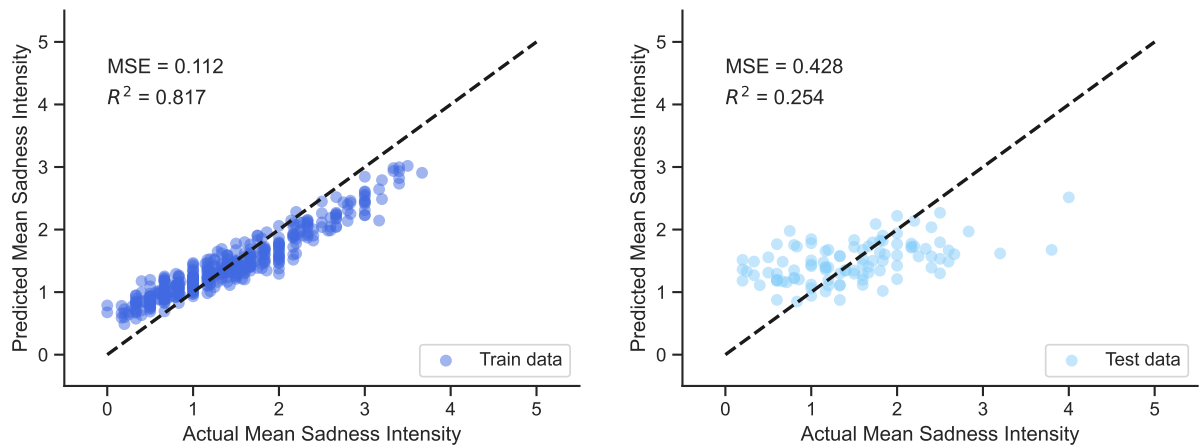 MSE = 0.112
R² = 0.817
Predicted Mean Sadness Intensity
5
4
3
2
1
0
Train data
0 1 2 3 4 5
Actual Mean Sadness Intensity
MSE = 0.428
R² = 0.254
Predicted Mean Sadness Intensity
5
4
3
2
1
0
Test data
0 1 2 3 4 5
Actual Mean Sadness Intensity